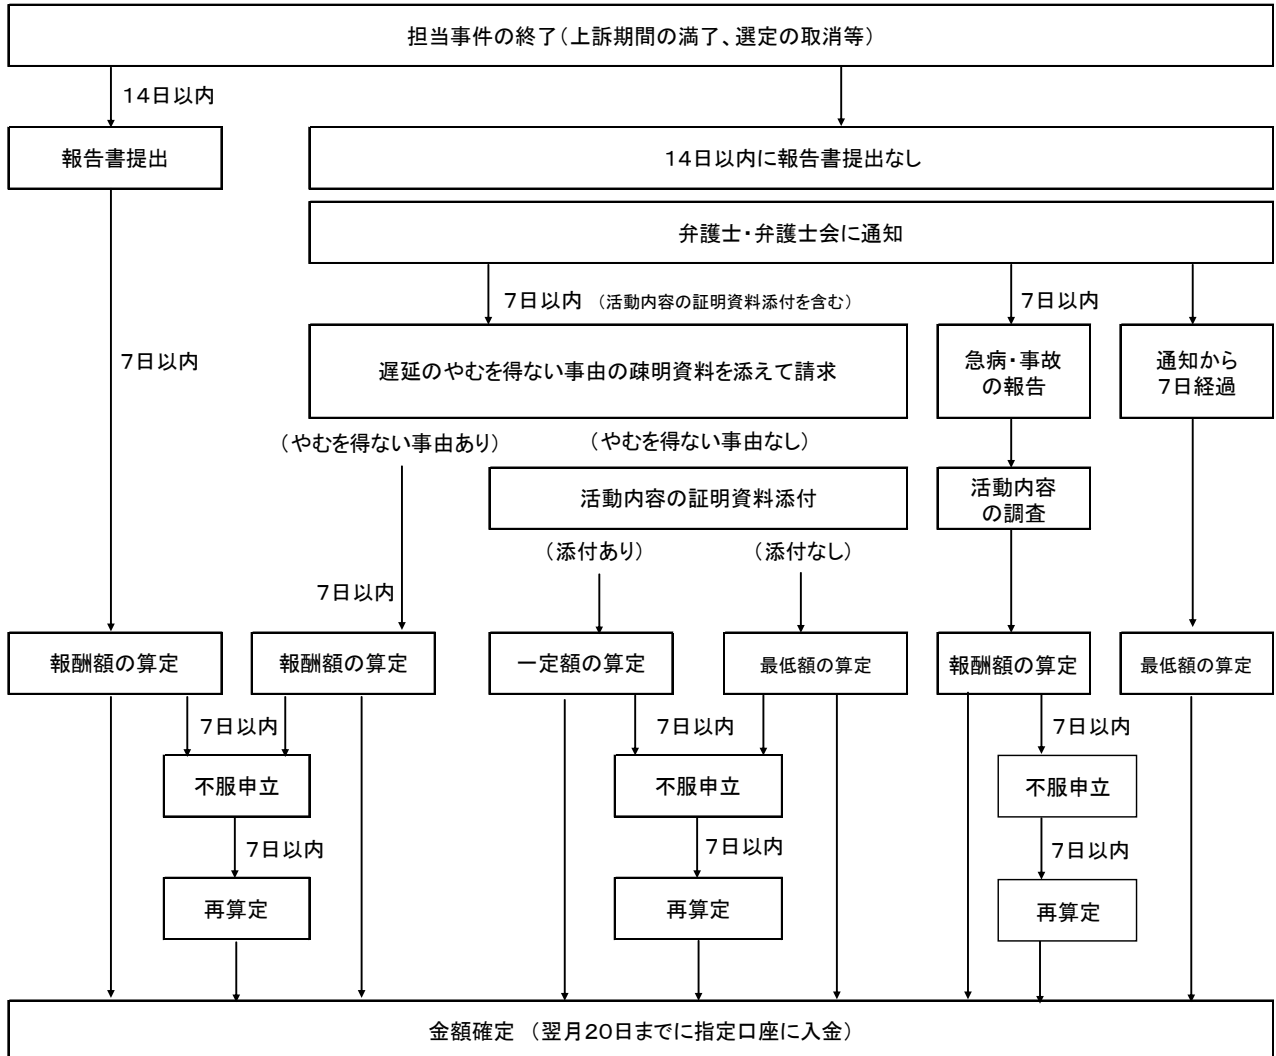 担当事件の終了（上訴期間の満了、選定の取消等）
14日以内
報告書提出
14日以内に報告書提出なし
弁護士・弁護士会に通知
7日以内 （活動内容の証明資料添付を含む）
7日以内
7日以内
遅延のやむを得ない事由の疎明資料を添えて請求
急病・事故
の報告
通知から
7日経過
（やむを得ない事由あり）
（やむを得ない事由なし）
活動内容の証明資料添付
活動内容
の調査
（添付あり）
（添付なし）
7日以内
報酬額の算定
報酬額の算定
一定額の算定
最低額の算定
報酬額の算定
最低額の算定
7日以内
7日以内
7日以内
不服申立
不服申立
不服申立
7日以内
7日以内
7日以内
再算定
再算定
再算定
金額確定 （翌月20日までに指定口座に入金）